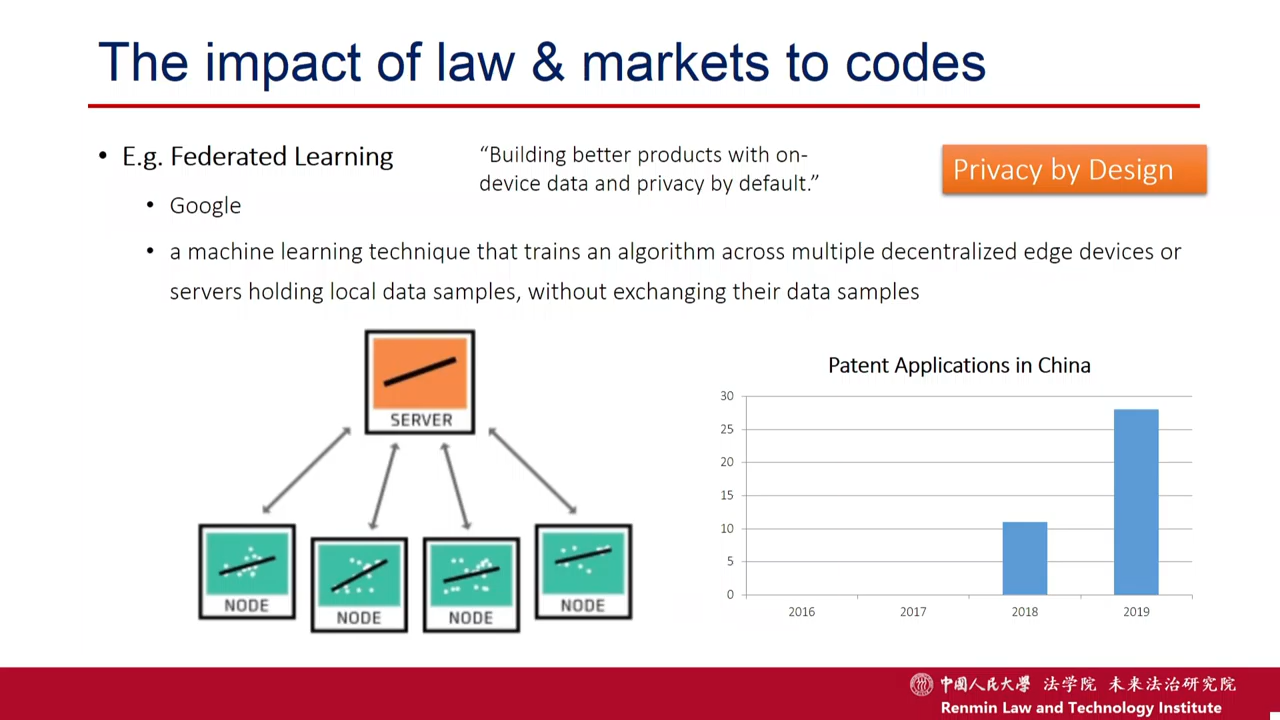 The impact of law & markets to codes
• E.g. Federated Learning
“Building better products with on-
device data and privacy by default.”
Privacy by Design
• Google
• a machine learning technique that trains an algorithm across multiple decentralized edge devices or
servers holding local data samples, without exchanging their data samples
SERVER
NODE
NODE
NODE
NODE
Patent Applications in China
30
25
20
15
10
5
0
2016 2017 2018 2019
中國人民大學 法学院 未来法治研究院
Renmin Law and Technology Institute